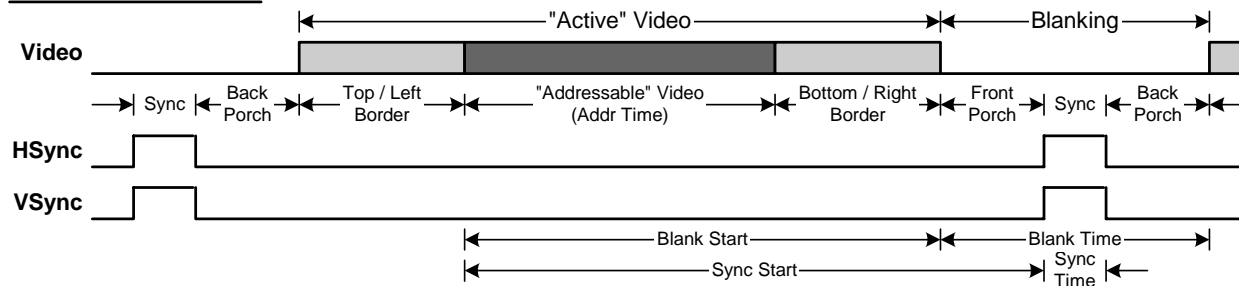 "Active" Video
Blanking
Video
Sync
Back Porch
Top / Left Border
"Addressable" Video (Addr Time)
Bottom / Right Border
Front Porch
Sync
Back Porch
HSync
VSync
Blank Start
Blank Time
Sync Start
Sync Time